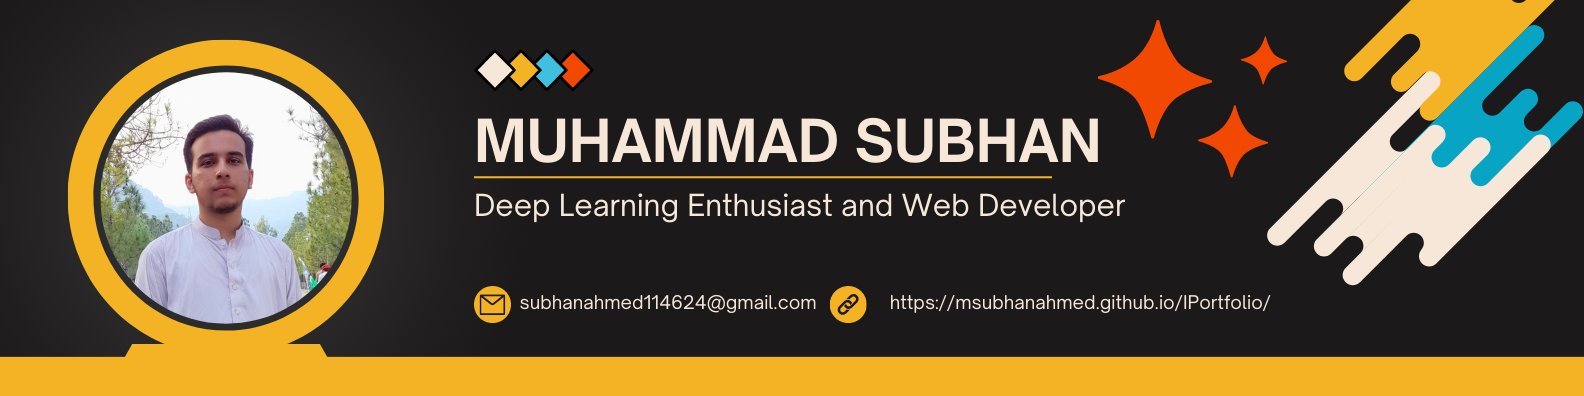 MUHAMMAD SUBHAN
Deep Learning Enthusiast and Web Developer
subhanahmed114624@gmail.com https://msubhanahmed.github.io/IPortfolio/